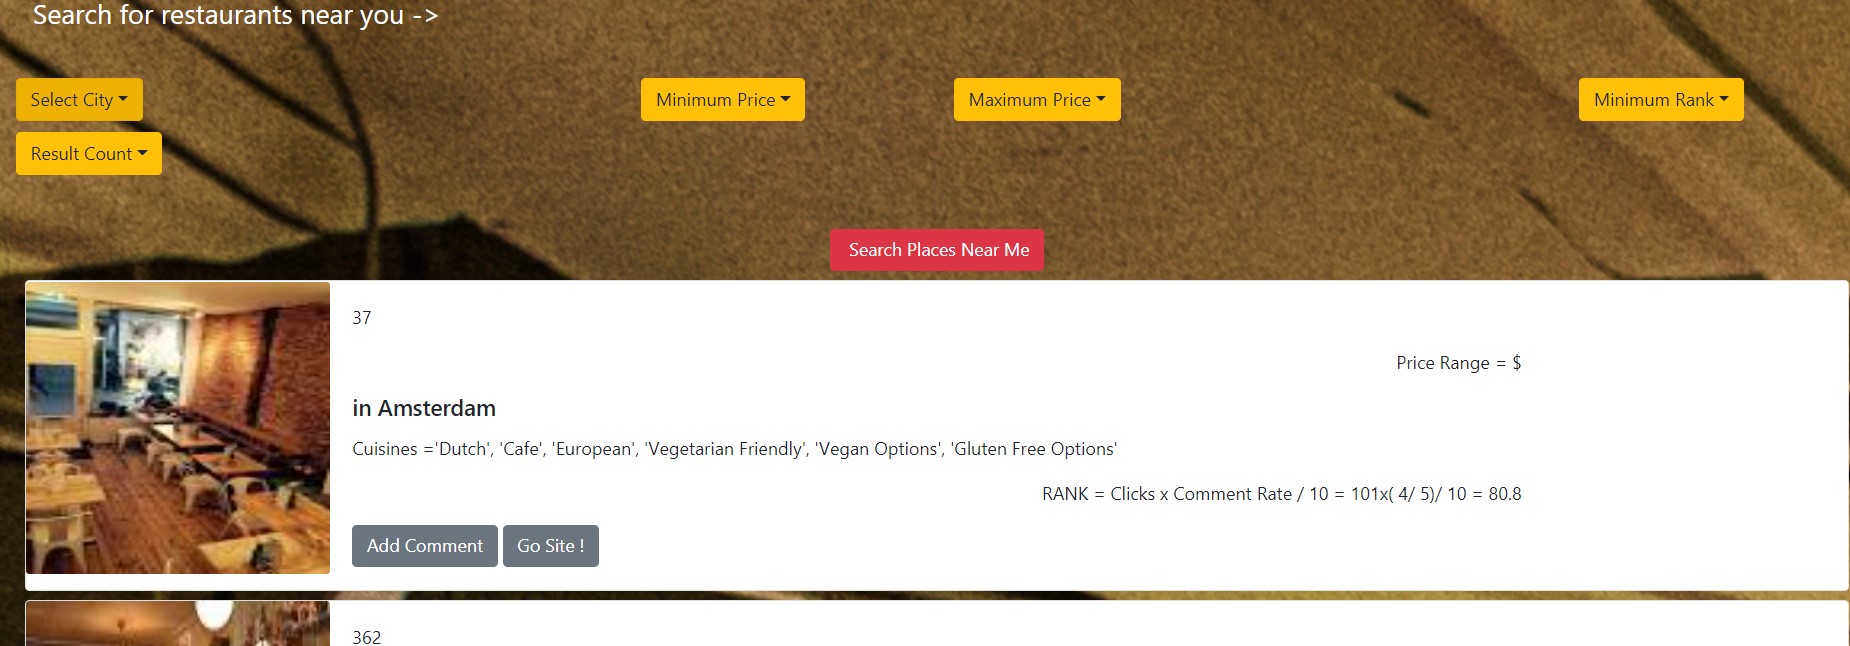 Search for restaurants near you ->
Select City
Minimum Price
Maximum Price
Minimum Rank
Result Count
Search Places Near Me
37
Price Range = $
in Amsterdam
Cuisines ='Dutch', 'Cafe', 'European', 'Vegetarian Friendly', 'Vegan Options', 'Gluten Free Options'
RANK = Clicks x Comment Rate / 10 = 101x( 4/ 5)/ 10 = 80.8
Add Comment
Go Site !
362